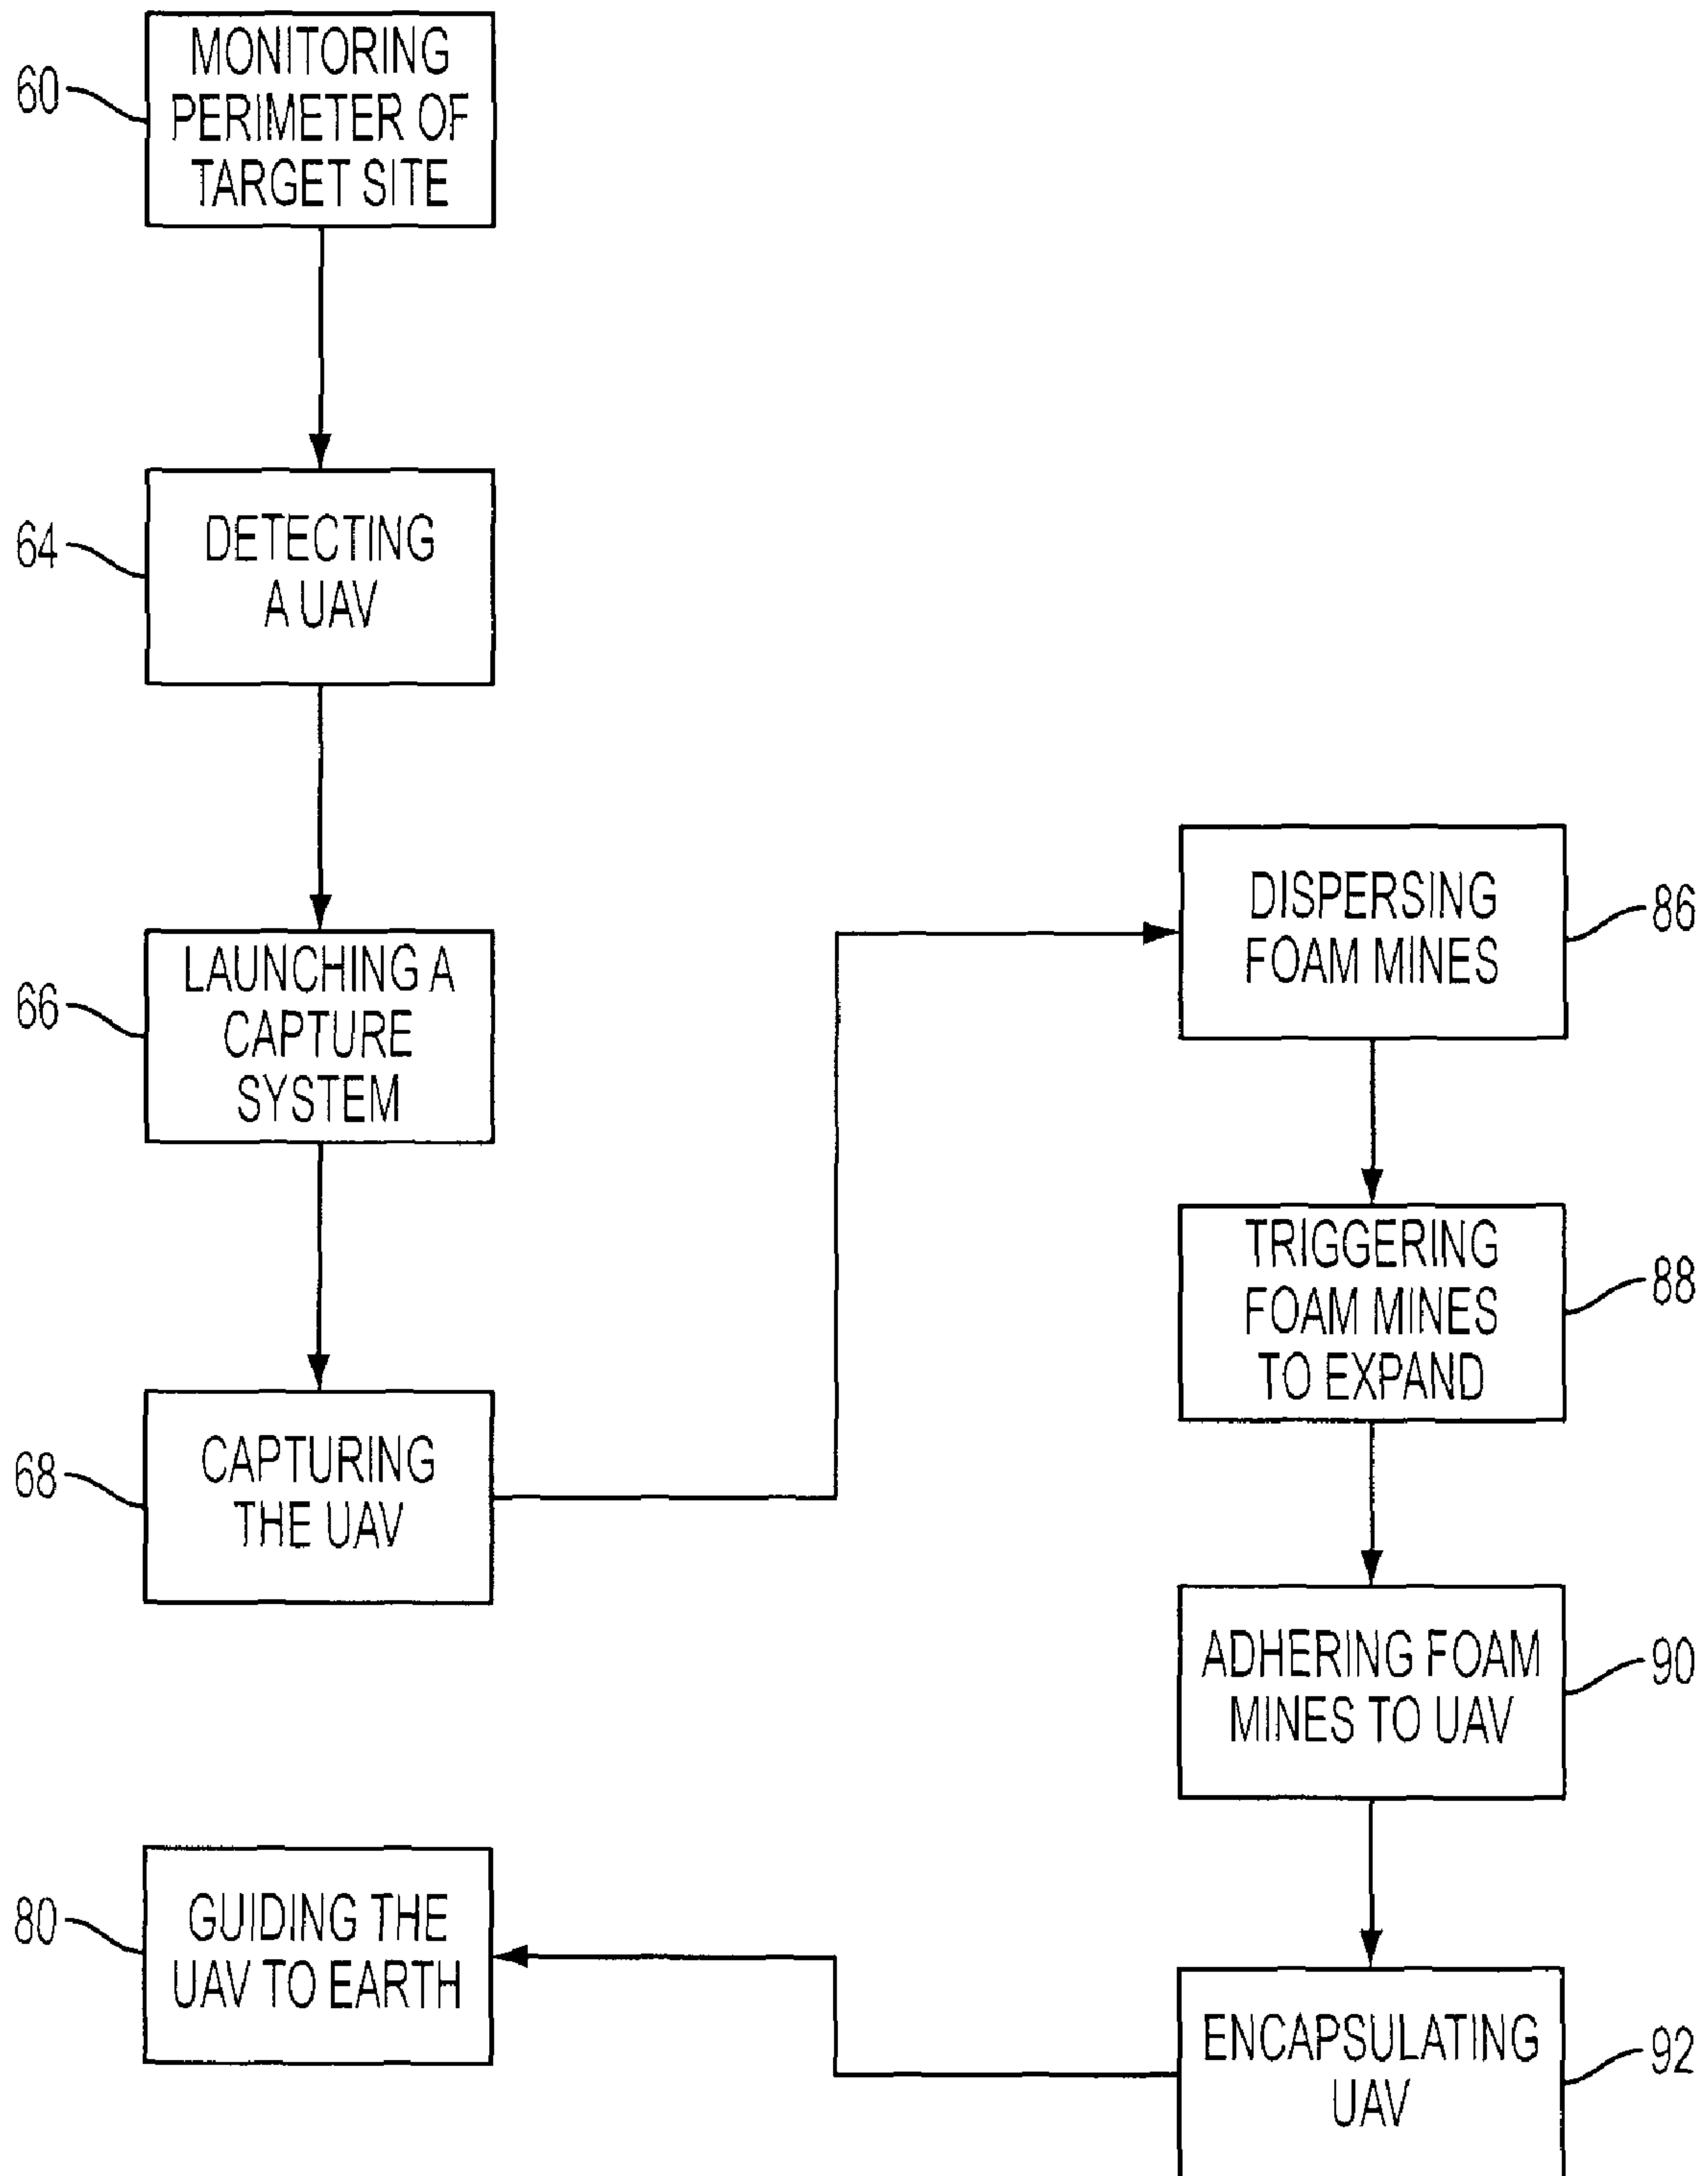 60
MONITORING
PERIMETER OF
TARGET SITE
64
DETECTING
A UAV
66
LAUNCHING A
CAPTURE
SYSTEM
68
CAPTURING
THE UAV
DISPERSING
FOAM MINES
86
TRIGGERING
FOAM MINES
TO EXPAND
88
ADHERING FOAM
MINES TO UAV
90
ENCAPSULATING
UAV
92
80
GUIDING THE
UAV TO EARTH